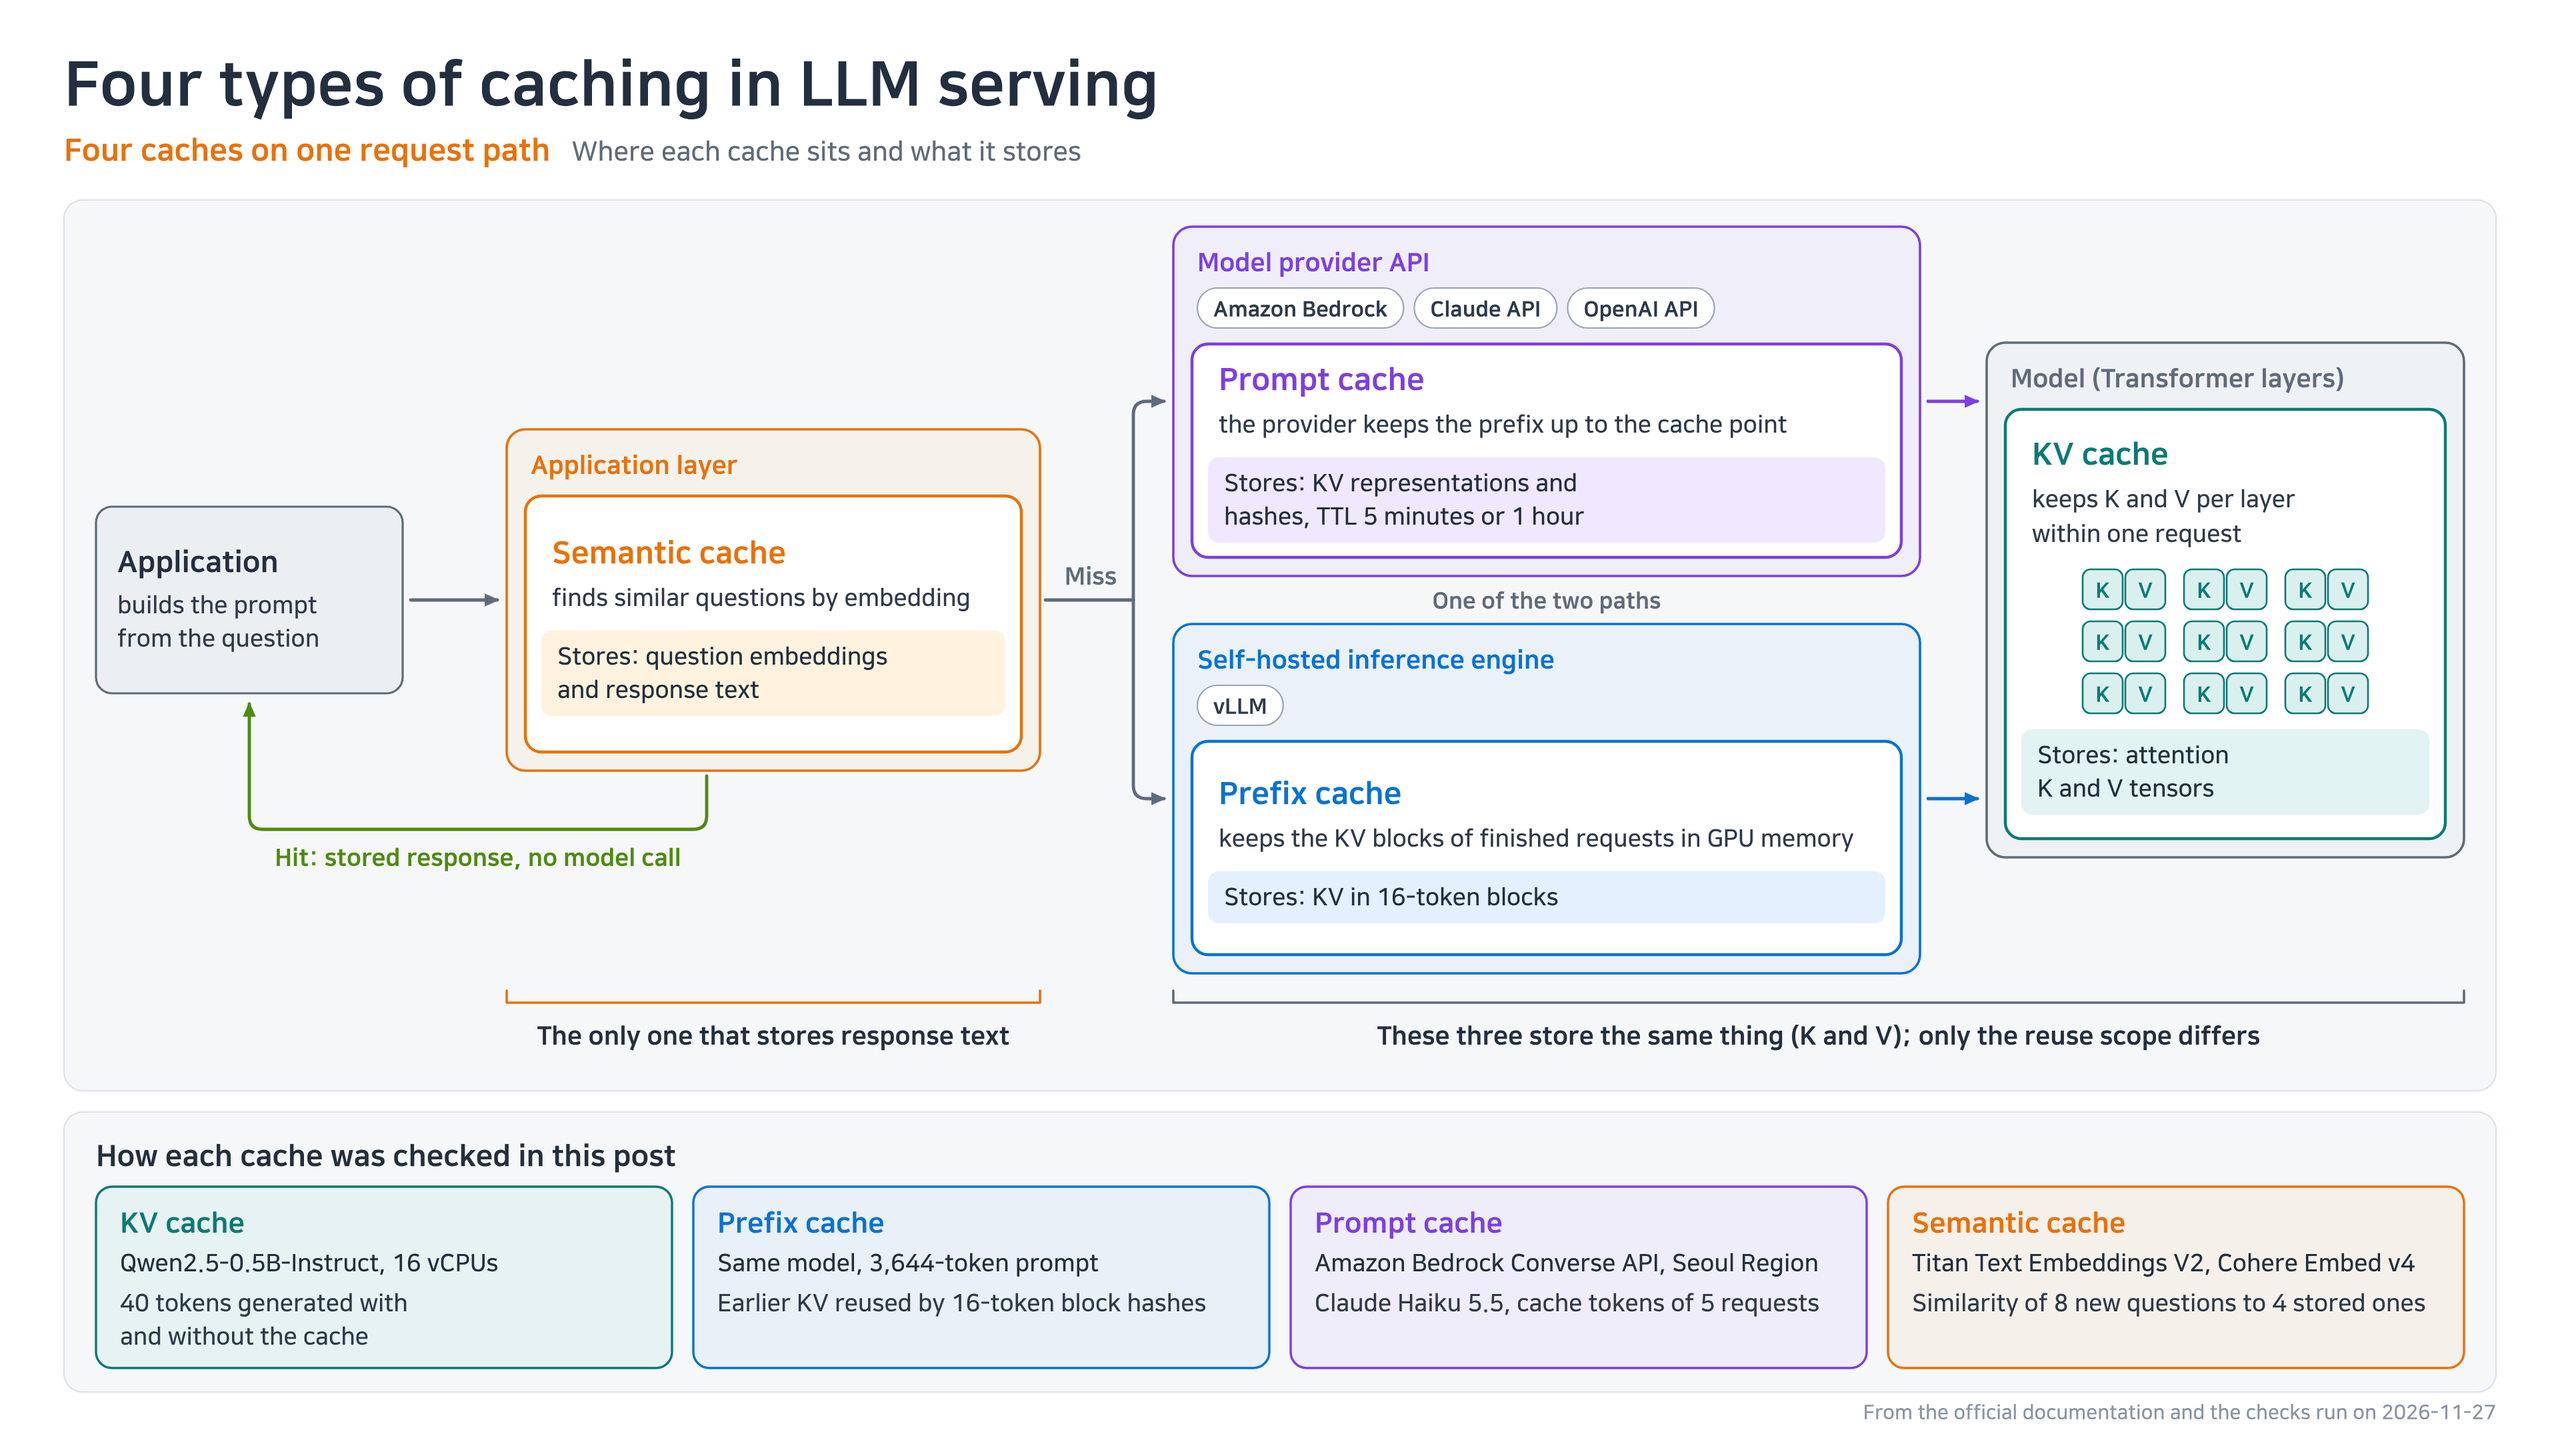 Four types of caching in LLM serving
Four caches on one request path
Where each cache sits and what it stores
Application
builds the prompt
from the question
Application layer
Semantic cache
finds similar questions by embedding
Stores: question embeddings
and response text
Hit: stored response, no model call
Miss
Model provider API
Amazon Bedrock
Claude API
OpenAI API
Prompt cache
the provider keeps the prefix up to the cache point
Stores: KV representations and
hashes, TTL 5 minutes or 1 hour
One of the two paths
Self-hosted inference engine
vLLM
Prefix cache
keeps the KV blocks of finished requests in GPU memory
Stores: KV in 16-token blocks
Model (Transformer layers)
KV cache
keeps K and V per layer
within one request
K V K V K V
K V K V K V
K V K V K V
Stores: attention
K and V tensors
The only one that stores response text
These three store the same thing (K and V); only the reuse scope differs
How each cache was checked in this post
KV cache
Qwen2.5-0.5B-Instruct, 16 vCPUs
40 tokens generated with
and without the cache
Prefix cache
Same model, 3,644-token prompt
Earlier KV reused by 16-token block hashes
Prompt cache
Amazon Bedrock Converse API, Seoul Region
Claude Haiku 5.5, cache tokens of 5 requests
Semantic cache
Titan Text Embeddings V2, Cohere Embed v4
Similarity of 8 new questions to 4 stored ones
From the official documentation and the checks run on 2026-11-27